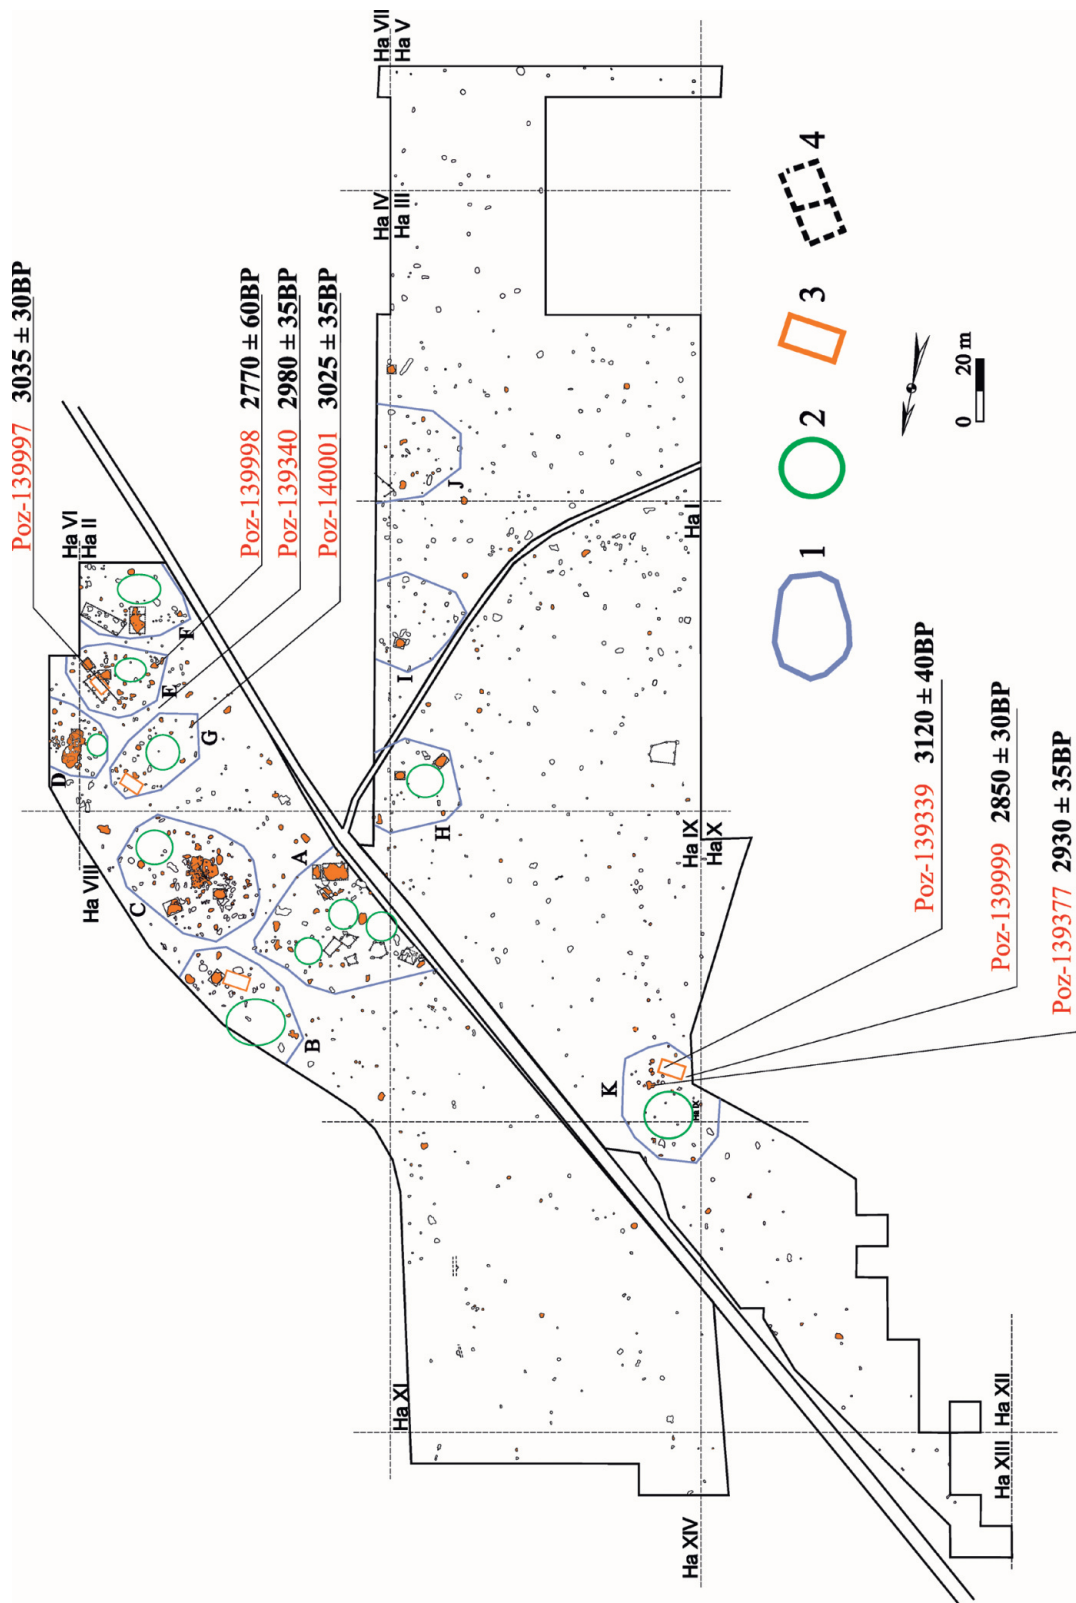 Poz-139997 3035 ± 30BP
Poz-139998 2770 ± 60BP
Poz-139340 2980 ± 35BP
Poz-140001 3025 ± 35BP
Ha VII
Ha V
Ha IV
Ha III
Ha VI
Ha II
Ha VIII
Ha I
Ha IX
Ha X
Ha XI
Ha XIV
Ha XIII
Ha XII
Ha IX
A
B
C
D
E
F
G
H
I
J
K
Poz-139339 3120 ± 40BP
Poz-139999 2850 ± 30BP
Poz-139377 2930 ± 35BP
1
2
3
4
0 20 m